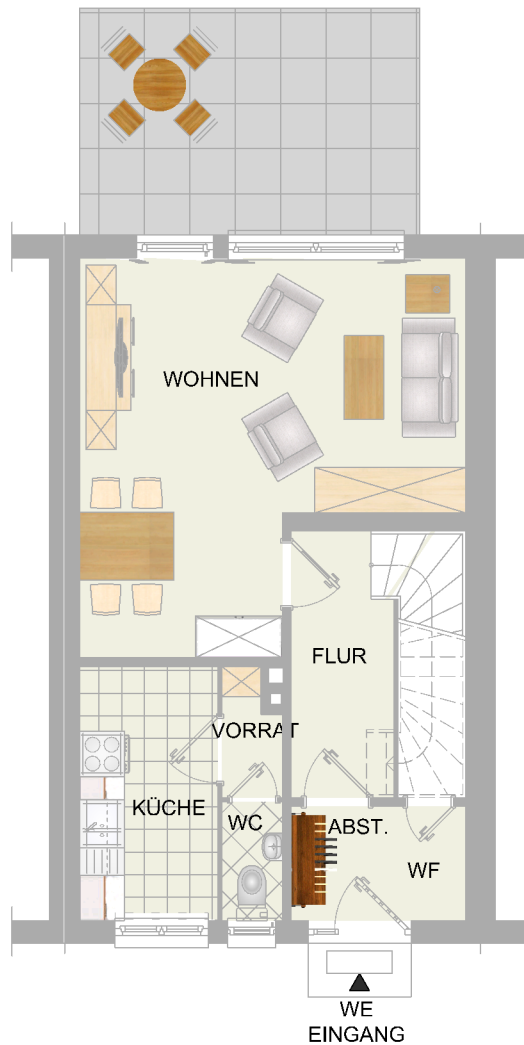 WOHNEN
FLUR
VORRAT
KÜCHE
WC
ABST.
WF
WE
EINGANG